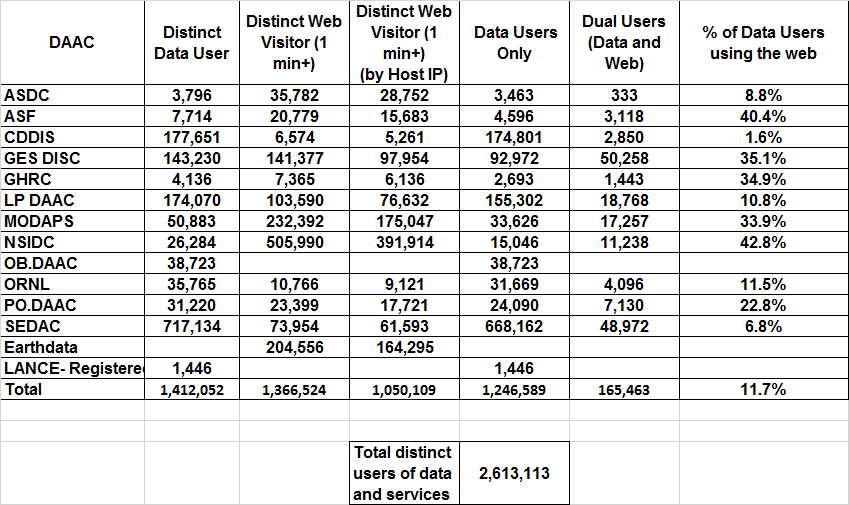 DAAC Distinct Data User Distinct Web Visitor (1 min+) Distinct Web Visitor (1 min+) (by Host IP) Data Users Only Dual Users (Data and Web) % of Data Users using the web
ASDC 3,796 35,782 28,752 3,463 333 8.8%
ASF 7,714 20,779 15,683 4,596 3,118 40.4%
CDDIS 177,651 6,574 5,261 174,801 2,850 1.6%
GES DISC 143,230 141,377 97,954 92,972 50,258 35.1%
GHRC 4,136 7,365 6,136 2,693 1,443 34.9%
LP DAAC 174,070 103,590 76,632 155,302 18,768 10.8%
MODAPS 50,883 232,392 175,047 33,626 17,257 33.9%
NSIDC 26,284 505,990 391,914 15,046 11,238 42.8%
OB.DAAC 38,723 38,723
ORNL 35,765 10,766 9,121 31,669 4,096 11.5%
PO.DAAC 31,220 23,399 17,721 24,090 7,130 22.8%
SEDAC 717,134 73,954 61,593 668,162 48,972 6.8%
Earthdata 204,556 164,295
LANCE- Registered 1,446 1,446
Total 1,412,052 1,366,524 1,050,109 1,246,589 165,463 11.7%
Total distinct users of data and services 2,613,113